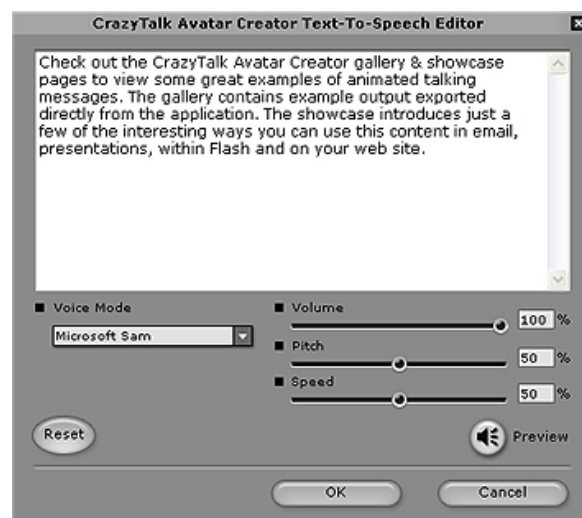 CrazyTalk Avatar Creator Text-To-Speech Editor
Check out the CrazyTalk Avatar Creator gallery & showcase
pages to view some great examples of animated talking
messages. The gallery contains example output exported
directly from the application. The showcase introduces just a
few of the interesting ways you can use this content in email,
presentations, within Flash and on your web site.
Voice Mode
Microsoft Sam
Volume
100 %
Pitch
50 %
Speed
50 %
Reset
Preview
OK
Cancel